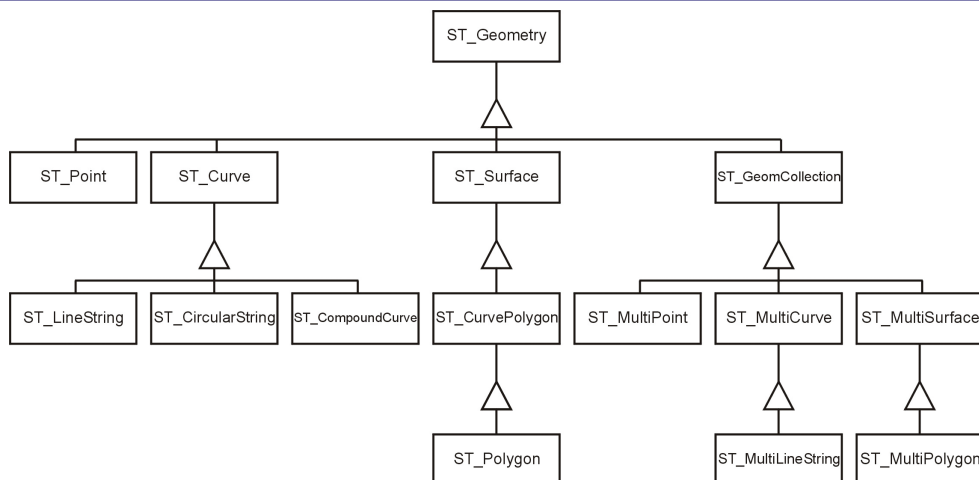 ST_Geometry
ST_Point
ST_Curve
ST_Surface
ST_GeomCollection
ST_LineString
ST_CircularString
ST_CompoundCurve
ST_CurvePolygon
ST_MultiPoint
ST_MultiCurve
ST_MultiSurface
ST_Polygon
ST_MultiLineString
ST_MultiPolygon